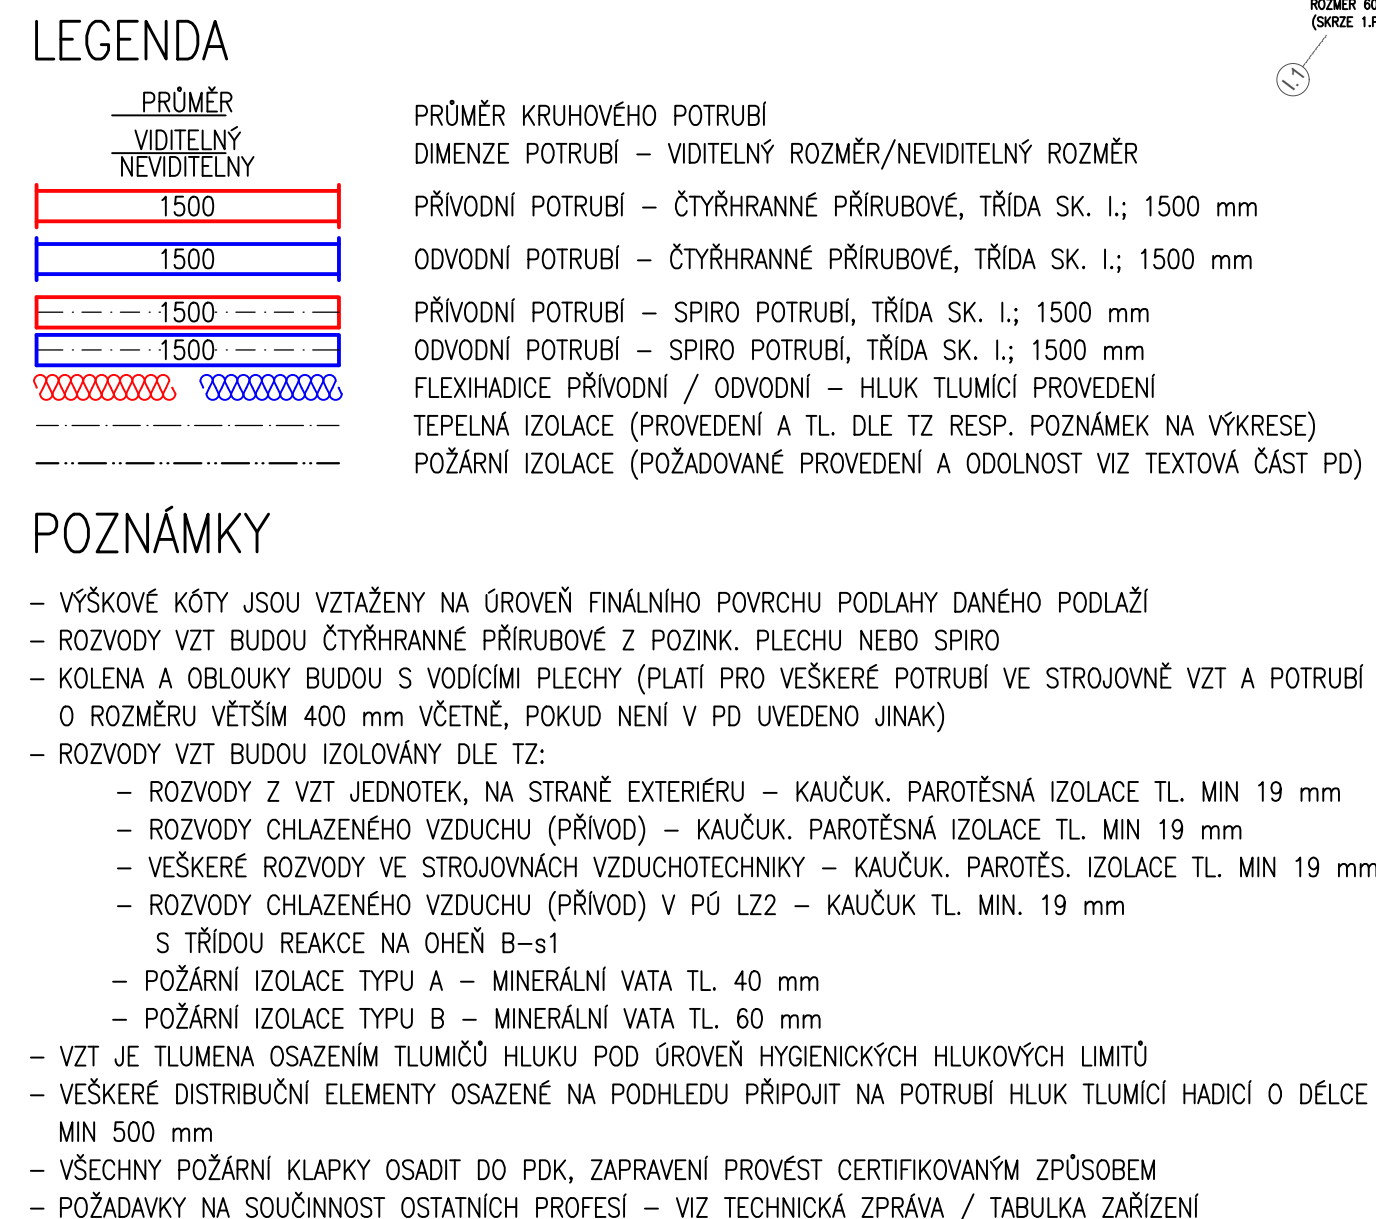 ROZMĚR 60
(SKRZE 1.P
1.1
LEGENDA
PRŮMĚR PRŮMĚR KRUHOVÉHO POTRUBÍ
VIDITELNÝ
NEVIDITELNY DIMENZE POTRUBÍ – VIDITELNÝ ROZMĚR/NEVIDITELNÝ ROZMĚR
1500 PŘÍVODNÍ POTRUBÍ – ČTYŘHRANNÉ PŘÍRUBOVÉ, TŘÍDA SK. I.; 1500 mm
1500 ODVODNÍ POTRUBÍ – ČTYŘHRANNÉ PŘÍRUBOVÉ, TŘÍDA SK. I.; 1500 mm
1500 PŘÍVODNÍ POTRUBÍ – SPIRO POTRUBÍ, TŘÍDA SK. I.; 1500 mm
1500 ODVODNÍ POTRUBÍ – SPIRO POTRUBÍ, TŘÍDA SK. I.; 1500 mm
FLEXIHADICE PŘÍVODNÍ / ODVODNÍ – HLUK TLUMÍCÍ PROVEDENÍ
TEPELNÁ IZOLACE (PROVEDENÍ A TL. DLE TZ RESP. POZNÁMEK NA VÝKRESE)
POŽÁRNÍ IZOLACE (POŽADOVANÉ PROVEDENÍ A ODOLNOST VIZ TEXTOVÁ ČÁST PD)
POZNÁMKY
– VÝŠKOVÉ KÓTY JSOU VZTAŽENY NA ÚROVEŇ FINÁLNÍHO POVRCHU PODLAHY DANÉHO PODLAŽÍ
– ROZVODY VZT BUDOU ČTYŘHRANNÉ PŘÍRUBOVÉ Z POZINK. PLECHU NEBO SPIRO
– KOLENA A OBLOUKY BUDOU S VODÍCÍMI PLECHY (PLATÍ PRO VEŠKERÉ POTRUBÍ VE STROJOVNĚ VZT A POTRUBÍ
O ROZMĚRU VĚTŠÍM 400 mm VČETNĚ, POKUD NENÍ V PD UVEDENO JINAK)
– ROZVODY VZT BUDOU IZOLOVÁNY DLE TZ:
– ROZVODY Z VZT JEDNOTEK, NA STRANĚ EXTERIÉRU – KAUČUK. PAROTĚSNÁ IZOLACE TL. MIN 19 mm
– ROZVODY CHLAZENÉHO VZDUCHU (PŘÍVOD) – KAUČUK. PAROTĚSNÁ IZOLACE TL. MIN 19 mm
– VEŠKERÉ ROZVODY VE STROJOVNÁCH VZDUCHOTECHNIKY – KAUČUK. PAROTĚS. IZOLACE TL. MIN 19 mm
– ROZVODY CHLAZENÉHO VZDUCHU (PŘÍVOD) V PÚ LZ2 – KAUČUK TL. MIN. 19 mm
S TŘÍDOU REAKCE NA OHEŇ B–s1
– POŽÁRNÍ IZOLACE TYPU A – MINERÁLNÍ VATA TL. 40 mm
– POŽÁRNÍ IZOLACE TYPU B – MINERÁLNÍ VATA TL. 60 mm
– VZT JE TLUMENA OSAZENÍM TLUMIČŮ HLUKU POD ÚROVEŇ HYGIENICKÝCH HLUKOVÝCH LIMITŮ
– VEŠKERÉ DISTRIBUČNÍ ELEMENTY OSAZENÉ NA PODHLEDU PŘIPOJIT NA POTRUBÍ HLUK TLUMÍCÍ HADICÍ O DÉLCE
MIN 500 mm
– VŠECHNY POŽÁRNÍ KLAPKY OSADIT DO PDK, ZAPRAVENÍ PROVÉST CERTIFIKOVANÝM ZPŮSOBEM
– POŽADAVKY NA SOUČINNOST OSTATNÍCH PROFESÍ – VIZ TECHNICKÁ ZPRÁVA / TABULKA ZAŘÍZENÍ